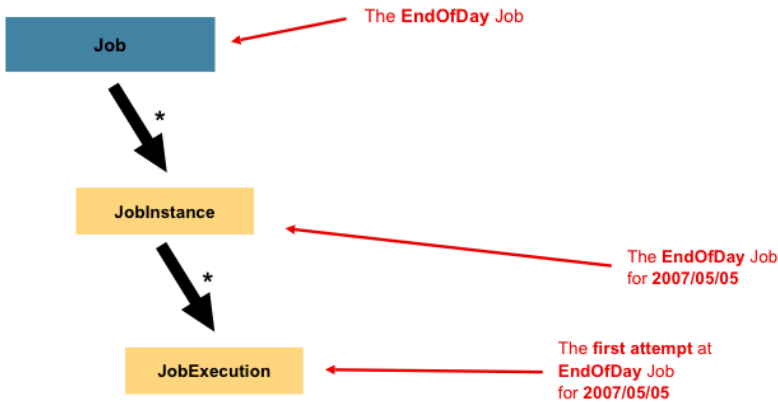 The EndOfDay Job
Job
*
JobInstance
The EndOfDay Job
for 2007/05/05
*
The first attempt at
EndOfDay Job
for 2007/05/05
JobExecution